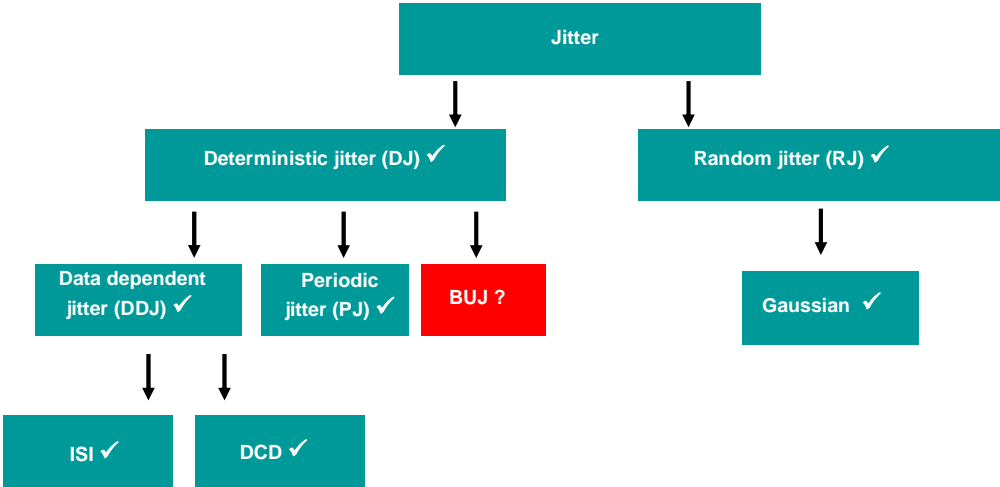 Jitter
Deterministic jitter (DJ) ✓
Random jitter (RJ) ✓
Data dependent
jitter (DDJ) ✓
Periodic
jitter (PJ) ✓
BUJ ?
Gaussian ✓
ISI ✓
DCD ✓